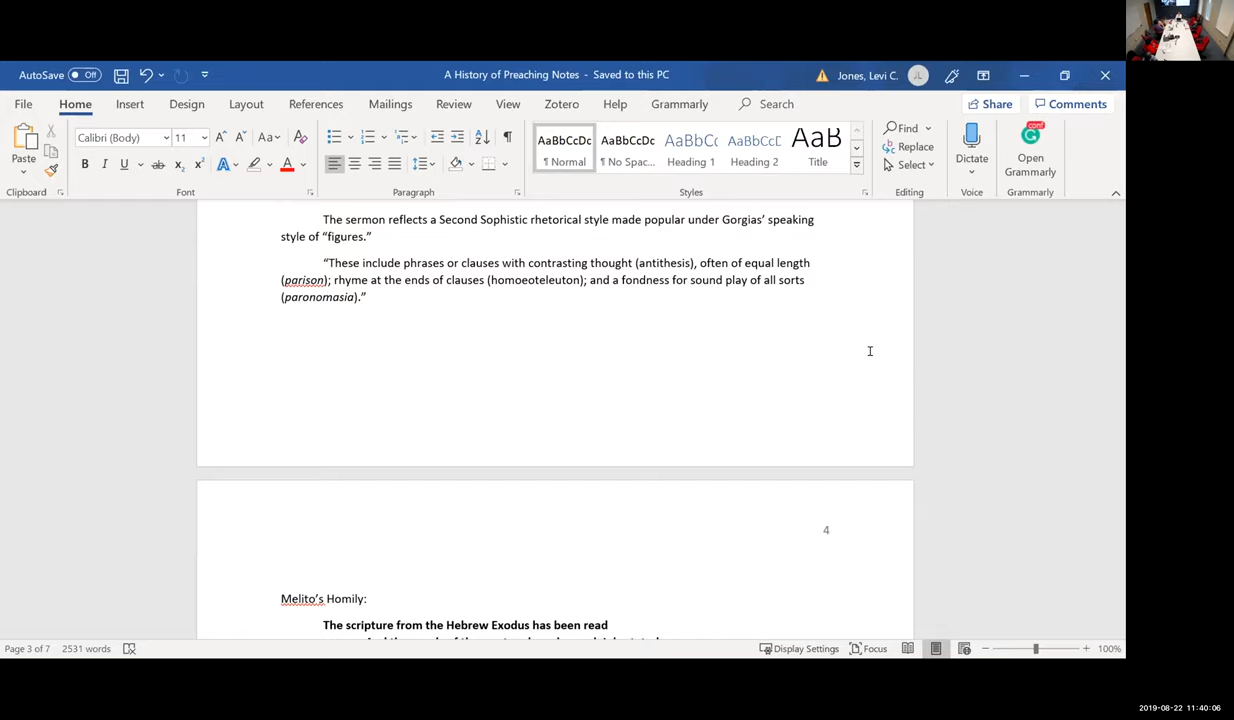 AutoSave Off
A History of Preaching Notes - Saved to this PC
Jones, Levi C. JL
File Home Insert Design Layout References Mailings Review View Zotero Help Grammarly Search
Share Comments
Calibri (Body) 11
AaBbCcDc AaBbCcDc AaBbCc AaBbCcD AaB
¶ Normal ¶ No Spac... Heading 1 Heading 2 Title
Paste
Find
Replace
Select
Dictate
Open
Grammarly
Clipboard Font Paragraph Styles Editing Voice Grammarly
The sermon reflects a Second Sophistic rhetorical style made popular under Gorgias’ speaking
style of “figures.”
“These include phrases or clauses with contrasting thought (antithesis), often of equal length
(parison); rhyme at the ends of clauses (homoeoteleuton); and a fondness for sound play of all sorts
(paronomasia).”
4
Melito’s Homily:
The scripture from the Hebrew Exodus has been read
Page 3 of 7 2531 words
Display Settings Focus 100%
2019-08-22 11:40:06